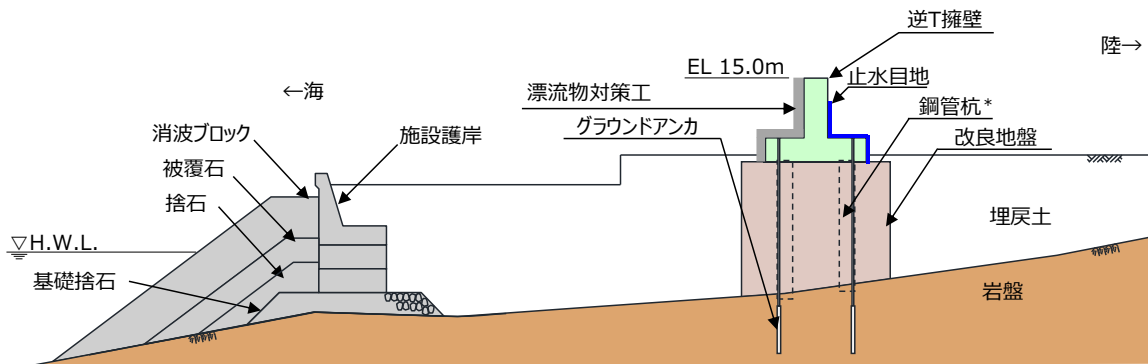 逆T擁壁
陸→
EL 15.0m
止水目地
←海
漂流物対策工
鋼管杭*
消波ブロック
施設護岸
グラウンドアンカ
改良地盤
被覆石
捨石
埋戻土
▽H.W.L.
基礎捨石
岩盤